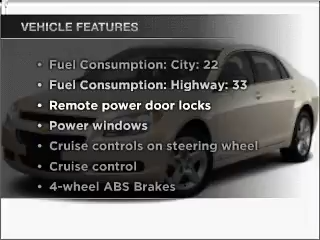 VEHICLE FEATURES
• Fuel Consumption: City: 22
• Fuel Consumption: Highway: 33
• Remote power door locks
• Power windows
• Cruise controls on steering wheel
• Cruise control
• 4-wheel ABS Brakes